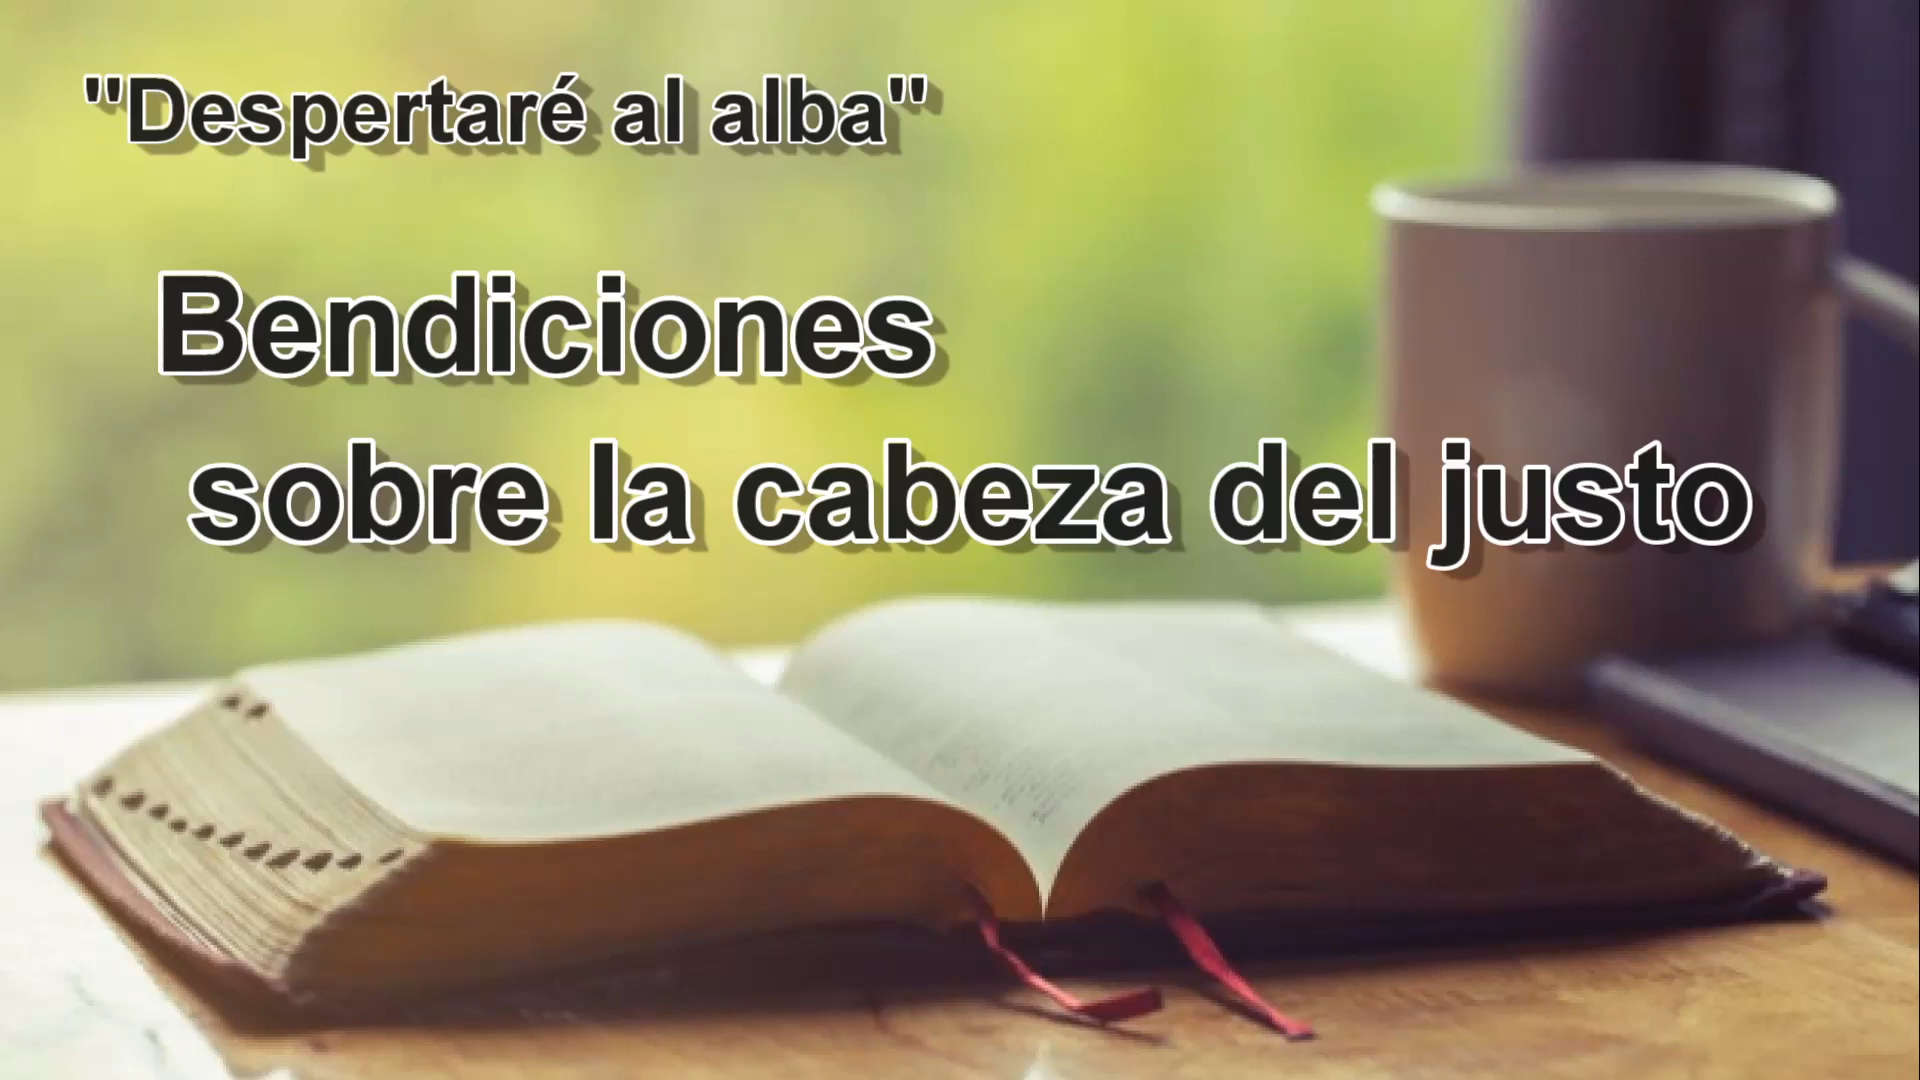 "Despertaré al alba"
Bendiciones
sobre la cabeza del justo